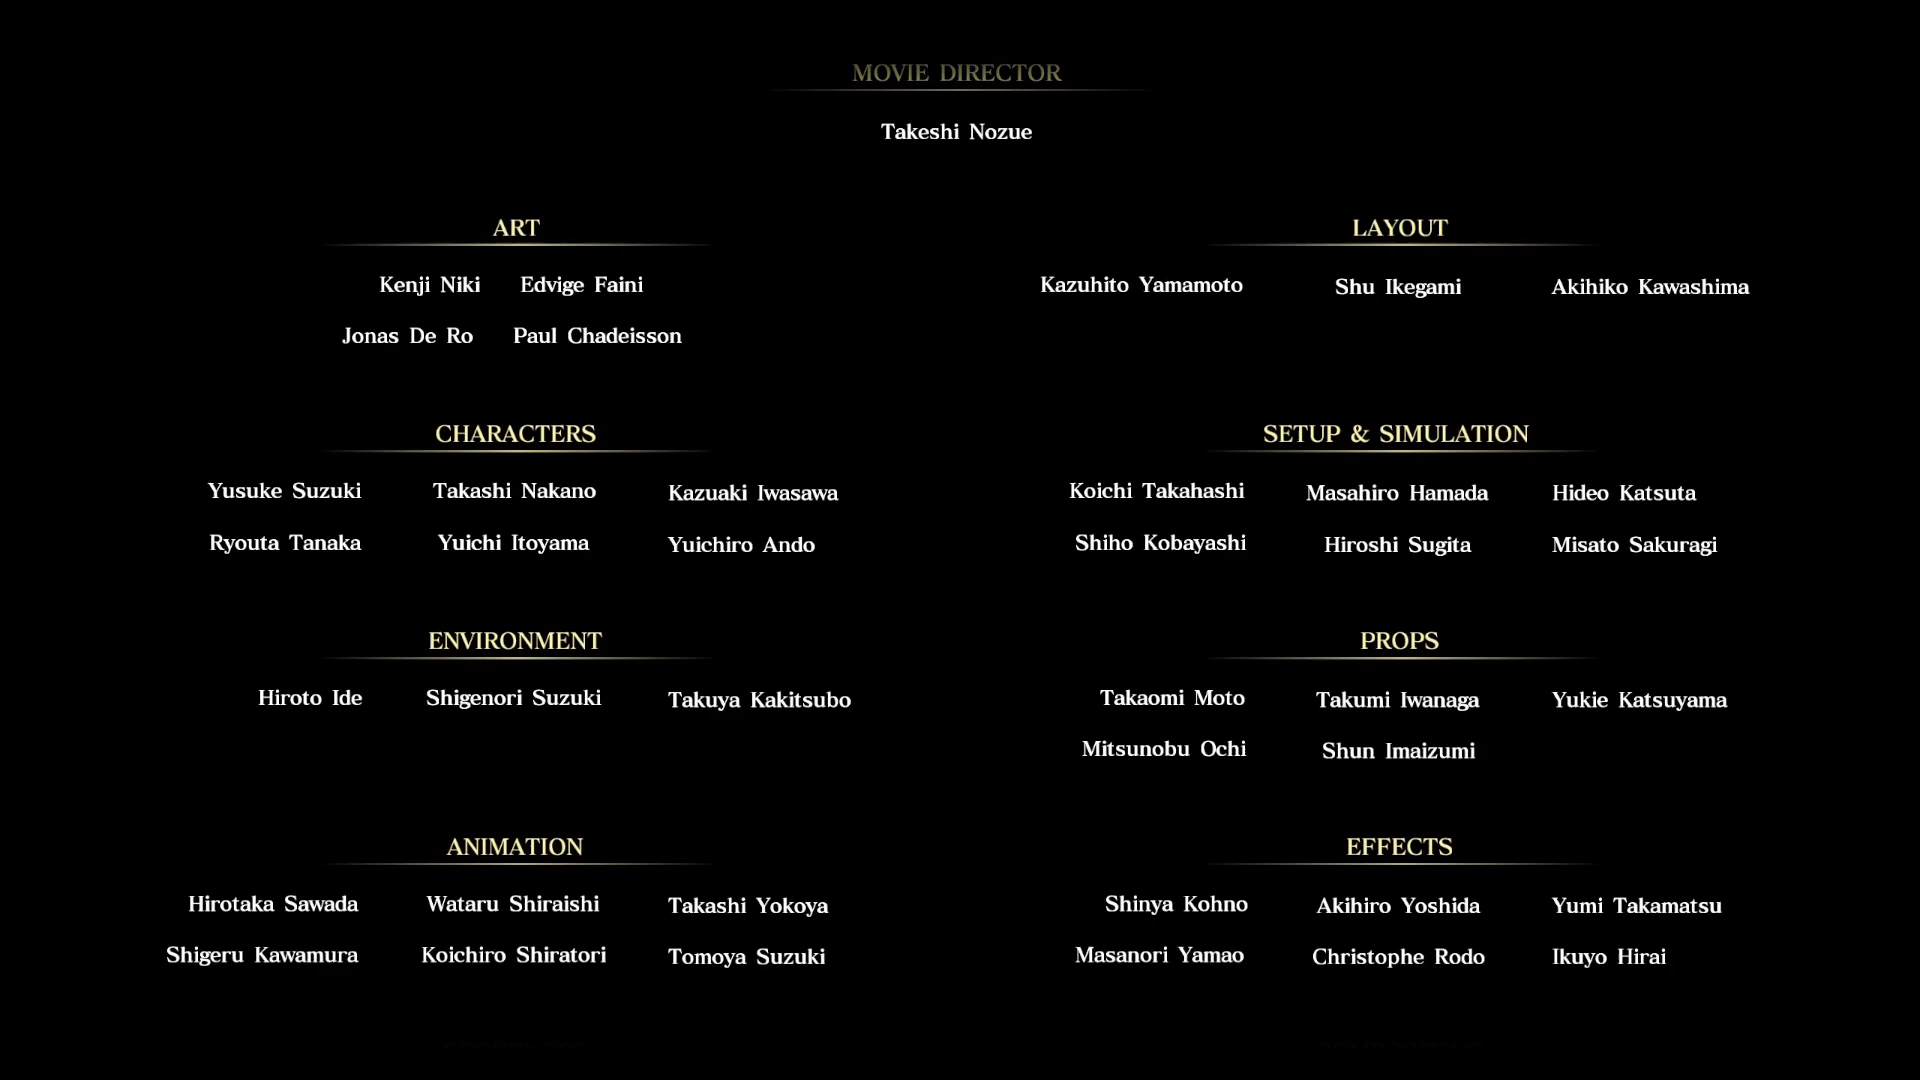 MOVIE DIRECTOR
Takeshi Nozue
ART
Kenji Niki Edvige Faini
Jonas De Ro Paul Chadeisson
LAYOUT
Kazuhito Yamamoto Shu Ikegami Akihiko Kawashima
CHARACTERS
Yusuke Suzuki Takashi Nakano Kazuaki Iwasawa
Ryouta Tanaka Yuichi Itoyama Yuichiro Ando
SETUP & SIMULATION
Koichi Takahashi Masahiro Hamada Hideo Katsuta
Shiho Kobayashi Hiroshi Sugita Misato Sakuragi
ENVIRONMENT
Hiroto Ide Shigenori Suzuki Takuya Kakitsubo
PROPS
Takaomi Moto Takumi Iwanaga Yukie Katsuyama
Mitsunobu Ochi Shun Imaizumi
ANIMATION
Hirotaka Sawada Wataru Shiraishi Takashi Yokoya
Shigeru Kawamura Koichiro Shiratori Tomoya Suzuki
EFFECTS
Shinya Kohno Akihiro Yoshida Yumi Takamatsu
Masanori Yamao Christophe Rodo Ikuyo Hirai